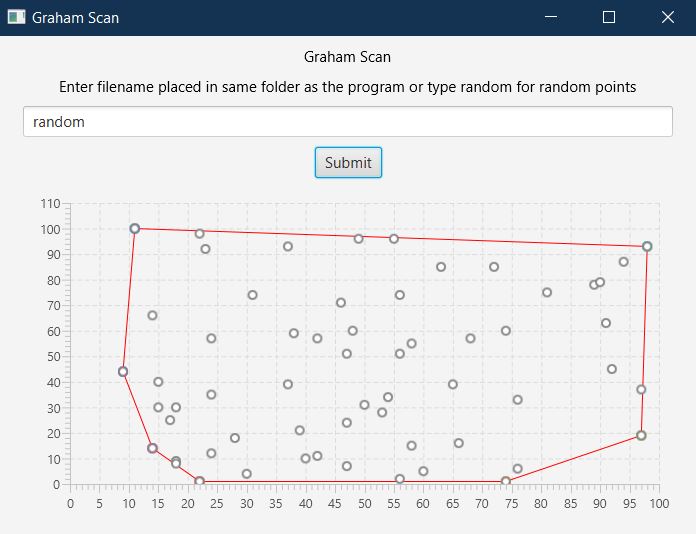 Graham Scan
Graham Scan
Enter filename placed in same folder as the program or type random for random points
random
Submit
110
100
90
80
70
60
50
40
30
20
10
0
0 5 10 15 20 25 30 35 40 45 50 55 60 65 70 75 80 85 90 95 100